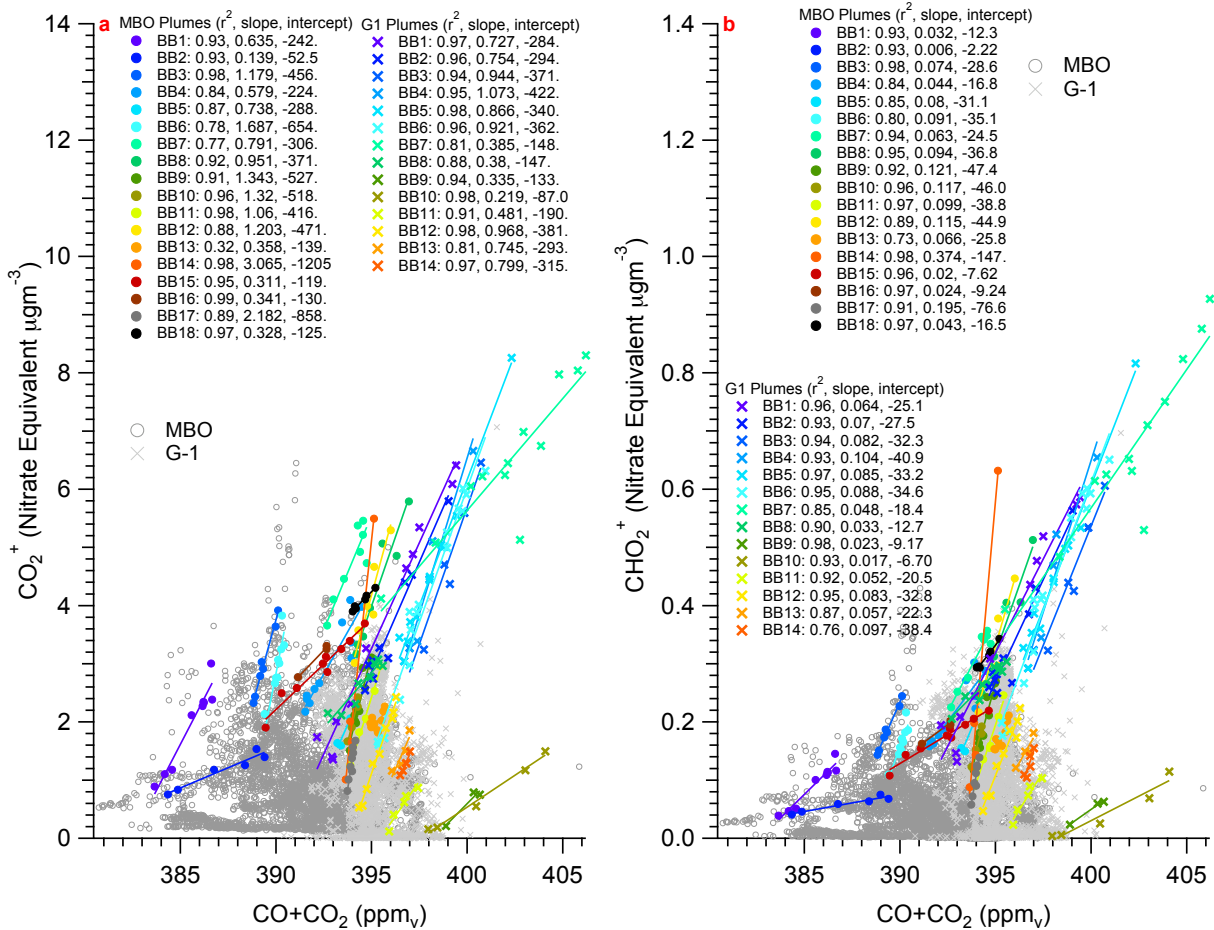 a
MBO Plumes (r², slope, intercept)
BB1: 0.93, 0.635, -242.
BB2: 0.93, 0.139, -52.5
BB3: 0.98, 1.179, -456.
BB4: 0.84, 0.579, -224.
BB5: 0.87, 0.738, -288.
BB6: 0.78, 1.687, -654.
BB7: 0.77, 0.791, -306.
BB8: 0.92, 0.951, -371.
BB9: 0.91, 1.343, -527.
BB10: 0.96, 1.32, -518.
BB11: 0.98, 1.06, -416.
BB12: 0.88, 1.203, -471.
BB13: 0.32, 0.358, -139.
BB14: 0.98, 3.065, -1205
BB15: 0.95, 0.311, -119.
BB16: 0.99, 0.341, -130.
BB17: 0.89, 2.182, -858.
BB18: 0.97, 0.328, -125.
G1 Plumes (r², slope, intercept)
BB1: 0.97, 0.727, -284.
BB2: 0.96, 0.754, -294.
BB3: 0.94, 0.944, -371.
BB4: 0.95, 1.073, -422.
BB5: 0.98, 0.866, -340.
BB6: 0.96, 0.921, -362.
BB7: 0.81, 0.385, -148.
BB8: 0.88, 0.38, -147.
BB9: 0.94, 0.335, -133.
BB10: 0.98, 0.219, -87.0
BB11: 0.91, 0.481, -190.
BB12: 0.98, 0.968, -381.
BB13: 0.81, 0.745, -293.
BB14: 0.97, 0.799, -315.
MBO
G-1
14
12
10
8
6
4
2
0
CO₂⁺ (Nitrate Equivalent µgm⁻³)
385
390
395
400
405
CO+CO₂ (ppmᵥ)
b
MBO Plumes (r², slope, intercept)
BB1: 0.93, 0.032, -12.3
BB2: 0.93, 0.006, -2.22
BB3: 0.98, 0.074, -28.6
BB4: 0.84, 0.044, -16.8
BB5: 0.85, 0.08, -31.1
BB6: 0.80, 0.091, -35.1
BB7: 0.94, 0.063, -24.5
BB8: 0.95, 0.094, -36.8
BB9: 0.92, 0.121, -47.4
BB10: 0.96, 0.117, -46.0
BB11: 0.97, 0.099, -38.8
BB12: 0.89, 0.115, -44.9
BB13: 0.73, 0.066, -25.8
BB14: 0.98, 0.374, -147.
BB15: 0.96, 0.02, -7.62
BB16: 0.97, 0.024, -9.24
BB17: 0.91, 0.195, -76.6
BB18: 0.97, 0.043, -16.5
MBO
G-1
G1 Plumes (r², slope, intercept)
BB1: 0.96, 0.064, -25.1
BB2: 0.93, 0.07, -27.5
BB3: 0.94, 0.082, -32.3
BB4: 0.93, 0.104, -40.9
BB5: 0.97, 0.085, -33.2
BB6: 0.95, 0.088, -34.6
BB7: 0.85, 0.048, -18.4
BB8: 0.90, 0.033, -12.7
BB9: 0.98, 0.023, -9.17
BB10: 0.93, 0.017, -6.70
BB11: 0.92, 0.052, -20.5
BB12: 0.95, 0.083, -32.8
BB13: 0.87, 0.057, -22.3
BB14: 0.76, 0.097, -38.4
1.4
1.2
1.0
0.8
0.6
0.4
0.2
0.0
CHO₂⁺ (Nitrate Equivalent µgm⁻³)
385
390
395
400
405
CO+CO₂ (ppmᵥ)